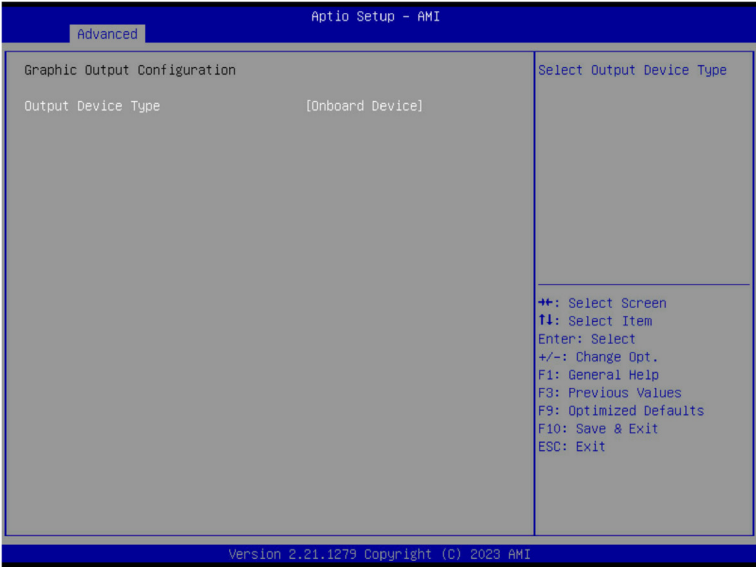 Aptio Setup – AMI
Advanced
Graphic Output Configuration
Output Device Type [Onboard Device]
Select Output Device Type
→←: Select Screen
↑↓: Select Item
Enter: Select
+/-: Change Opt.
F1: General Help
F3: Previous Values
F9: Optimized Defaults
F10: Save & Exit
ESC: Exit
Version 2.21.1279 Copyright (C) 2023 AMI